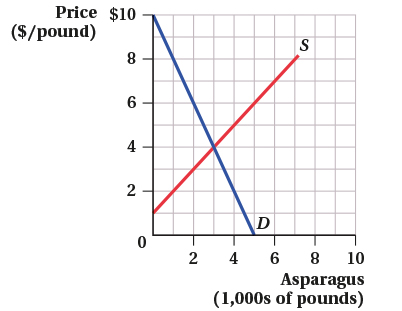 Price $10
($/pound)
S
8
6
4
2
D
0
2 4 6 8 10
Asparagus
(1,000s of pounds)